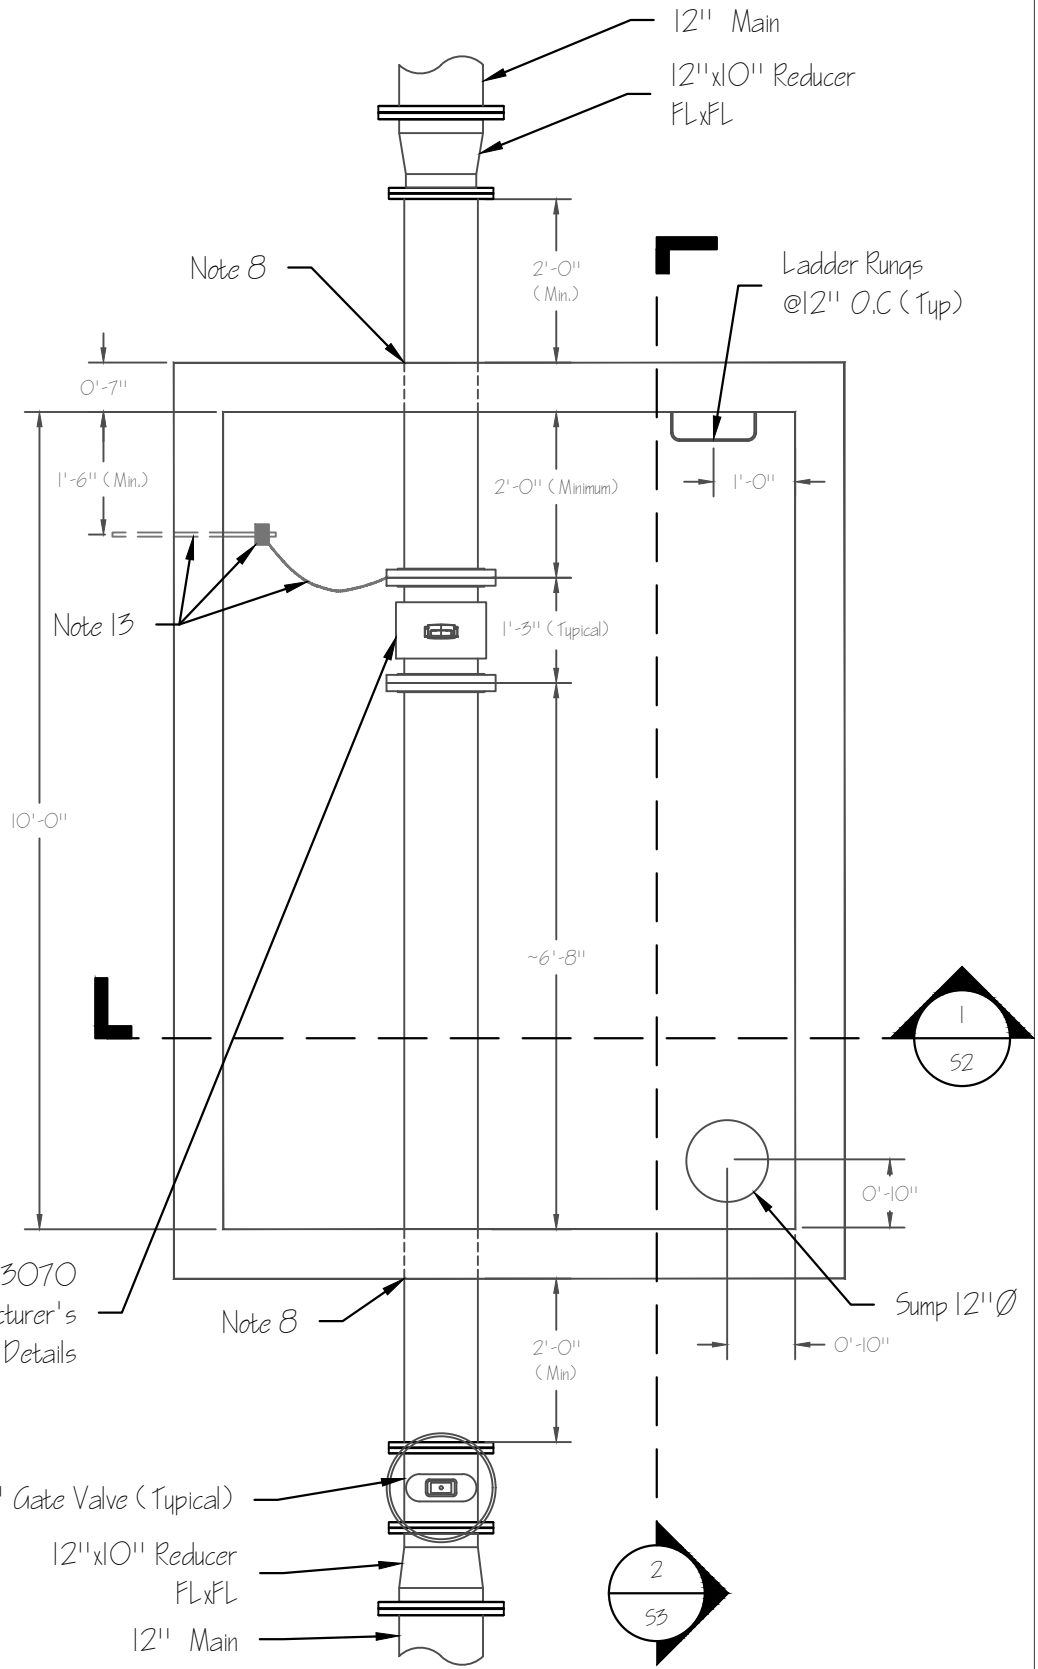 12" Main
12"x10" Reducer
FLxFL
2'-0"
(Min.)
Note 8
Ladder Rungs
@12" O.C (Typ)
0'-7"
1'-6" (Min.)
2'-0" (Minimum)
1'-0"
Note 13
1'-3" (Typical)
10'-0"
~6'-8"
1
S2
0'-10"
3070
cturer's
Details
Note 8
Sump 12"Ø
2'-0"
(Min)
0'-10"
" Gate Valve (Typical)
12"x10" Reducer
FLxFL
2
S3
12" Main